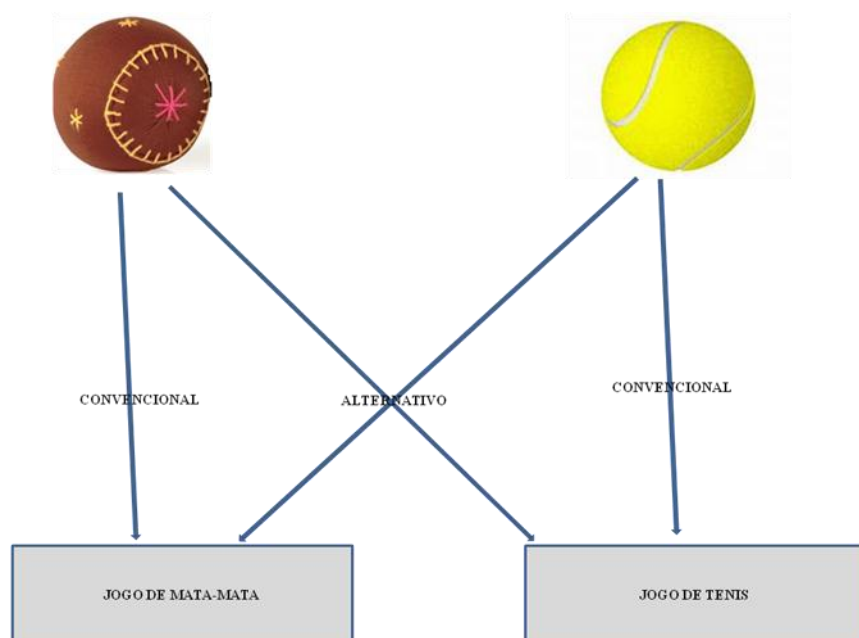 CONVENCIONAL
ALTERNATIVO
CONVENCIONAL
JOGO DE MATA-MATA
JOGO DE TENIS